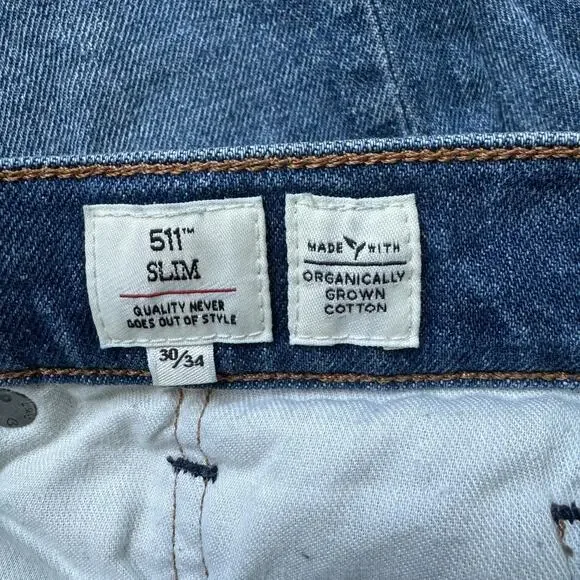 511™
SLIM
QUALITY NEVER
GOES OUT OF STYLE
30/34
MADE WITH
ORGANICALLY
GROWN
COTTON